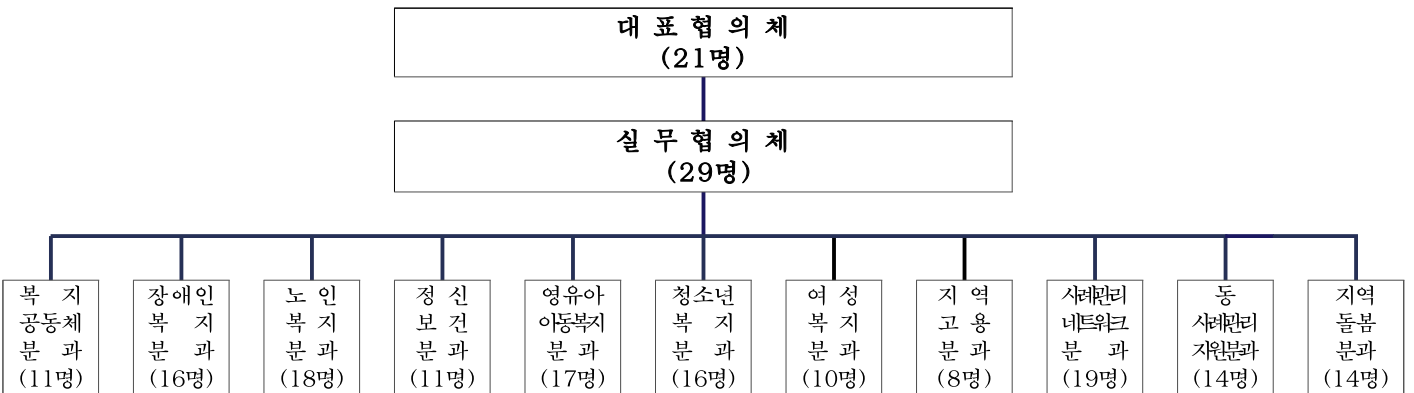 대 표 협 의 체
(21명)
실 무 협 의 체
(29명)
복 지
공동체
분 과
(11명)
장애인
복 지
분 과
(16명)
노 인
복 지
분 과
(18명)
정 신
보 건
분 과
(11명)
영유아
아동복지
분 과
(17명)
청소년
복 지
분 과
(16명)
여 성
복 지
분 과
(10명)
지 역
고 용
분 과
(8명)
사례관리
네트워크
분 과
(19명)
동
사례관리
지원분과
(14명)
지역
돌봄
분과
(14명)